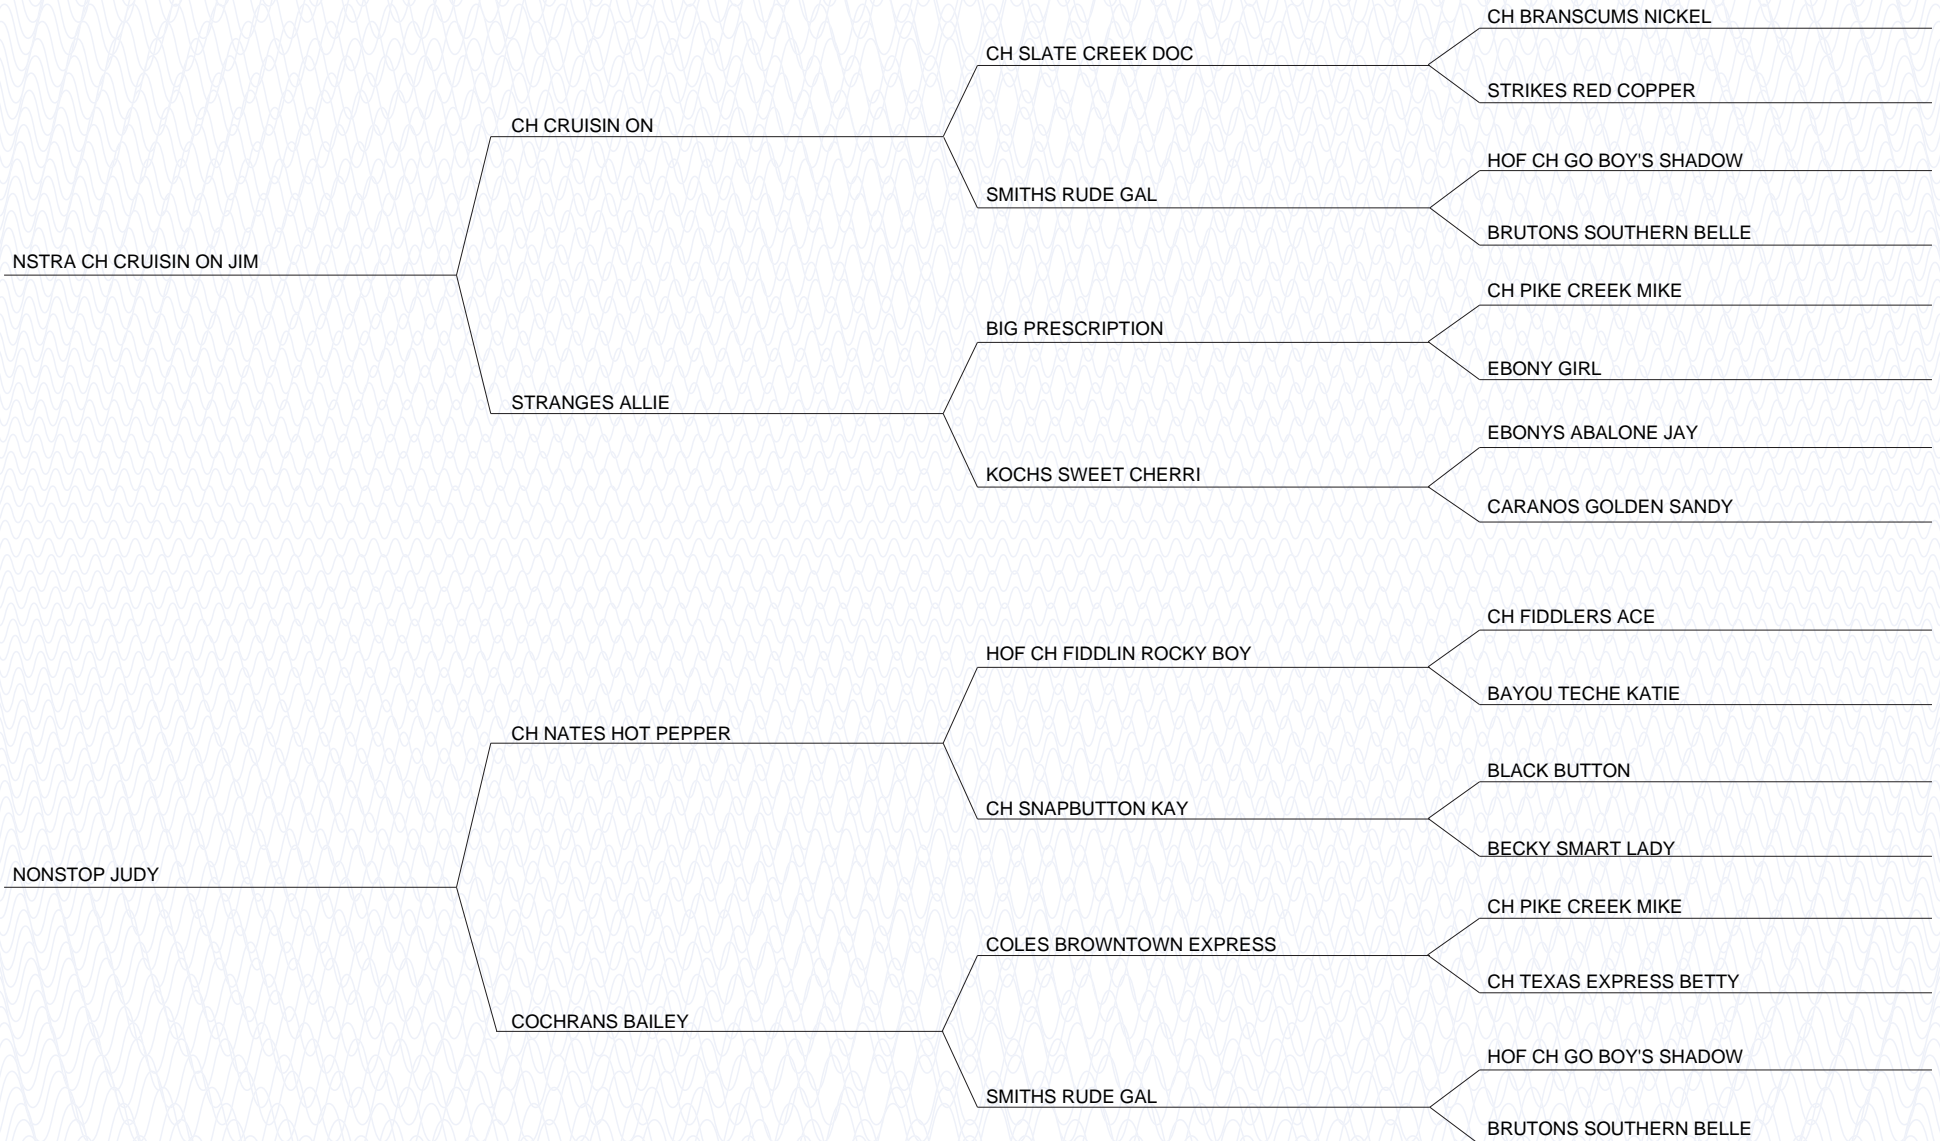 CH BRANSCUMS NICKEL
CH SLATE CREEK DOC
STRIKES RED COPPER
CH CRUISIN ON
HOF CH GO BOY'S SHADOW
SMITHS RUDE GAL
BRUTONS SOUTHERN BELLE
NSTRA CH CRUISIN ON JIM
CH PIKE CREEK MIKE
BIG PRESCRIPTION
EBONY GIRL
STRANGES ALLIE
EBONYS ABALONE JAY
KOCHS SWEET CHERRI
CARANOS GOLDEN SANDY
CH FIDDLERS ACE
HOF CH FIDDLIN ROCKY BOY
BAYOU TECHE KATIE
CH NATES HOT PEPPER
BLACK BUTTON
CH SNAPBUTTON KAY
BECKY SMART LADY
NONSTOP JUDY
CH PIKE CREEK MIKE
COLES BROWNTOWN EXPRESS
CH TEXAS EXPRESS BETTY
COCHRANS BAILEY
HOF CH GO BOY'S SHADOW
SMITHS RUDE GAL
BRUTONS SOUTHERN BELLE